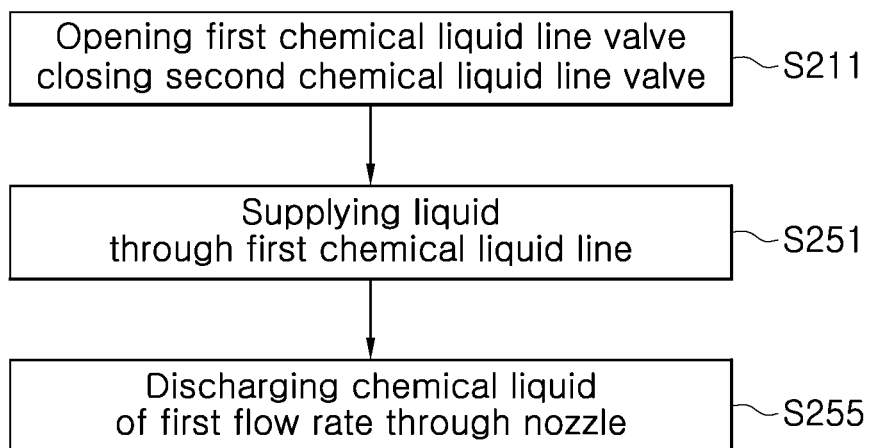 Opening first chemical liquid line valve
closing second chemical liquid line valve
S211
Supplying liquid
through first chemical liquid line
S251
Discharging chemical liquid
of first flow rate through nozzle
S255